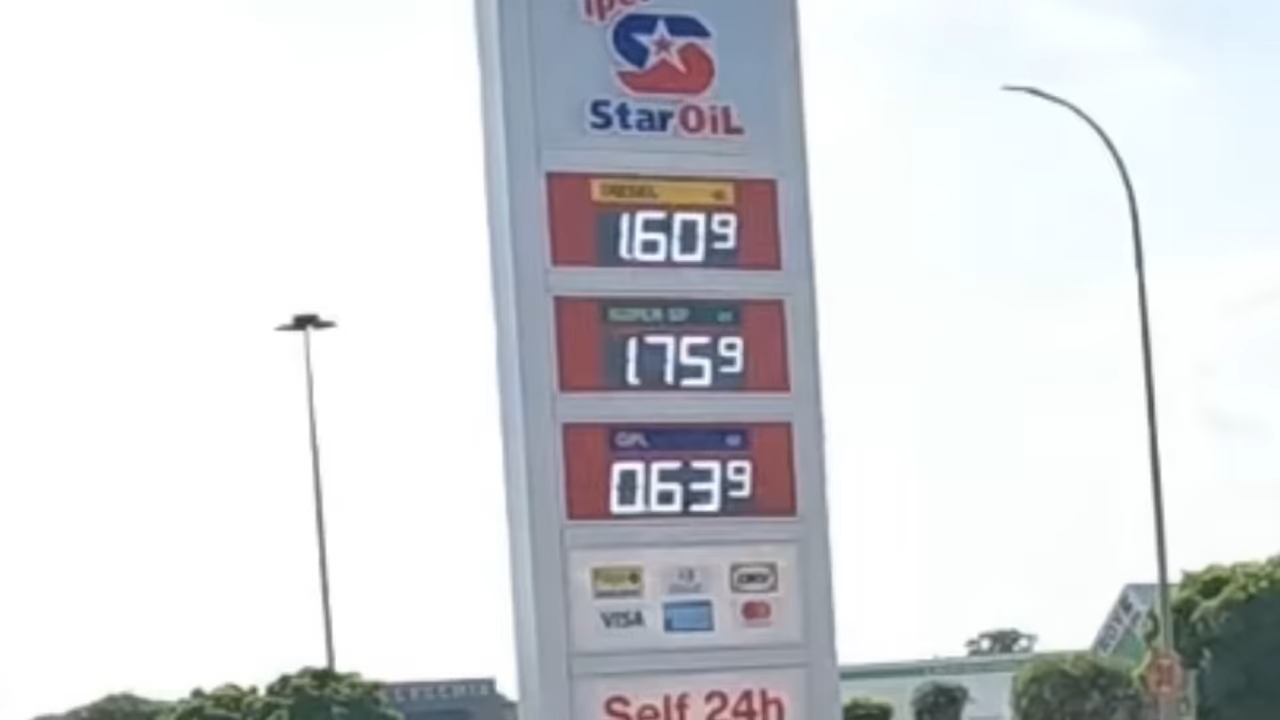 StarOiL
DIESEL
1.609
SUPER SP
1.759
GPL
0.639
VISA
Self 24h